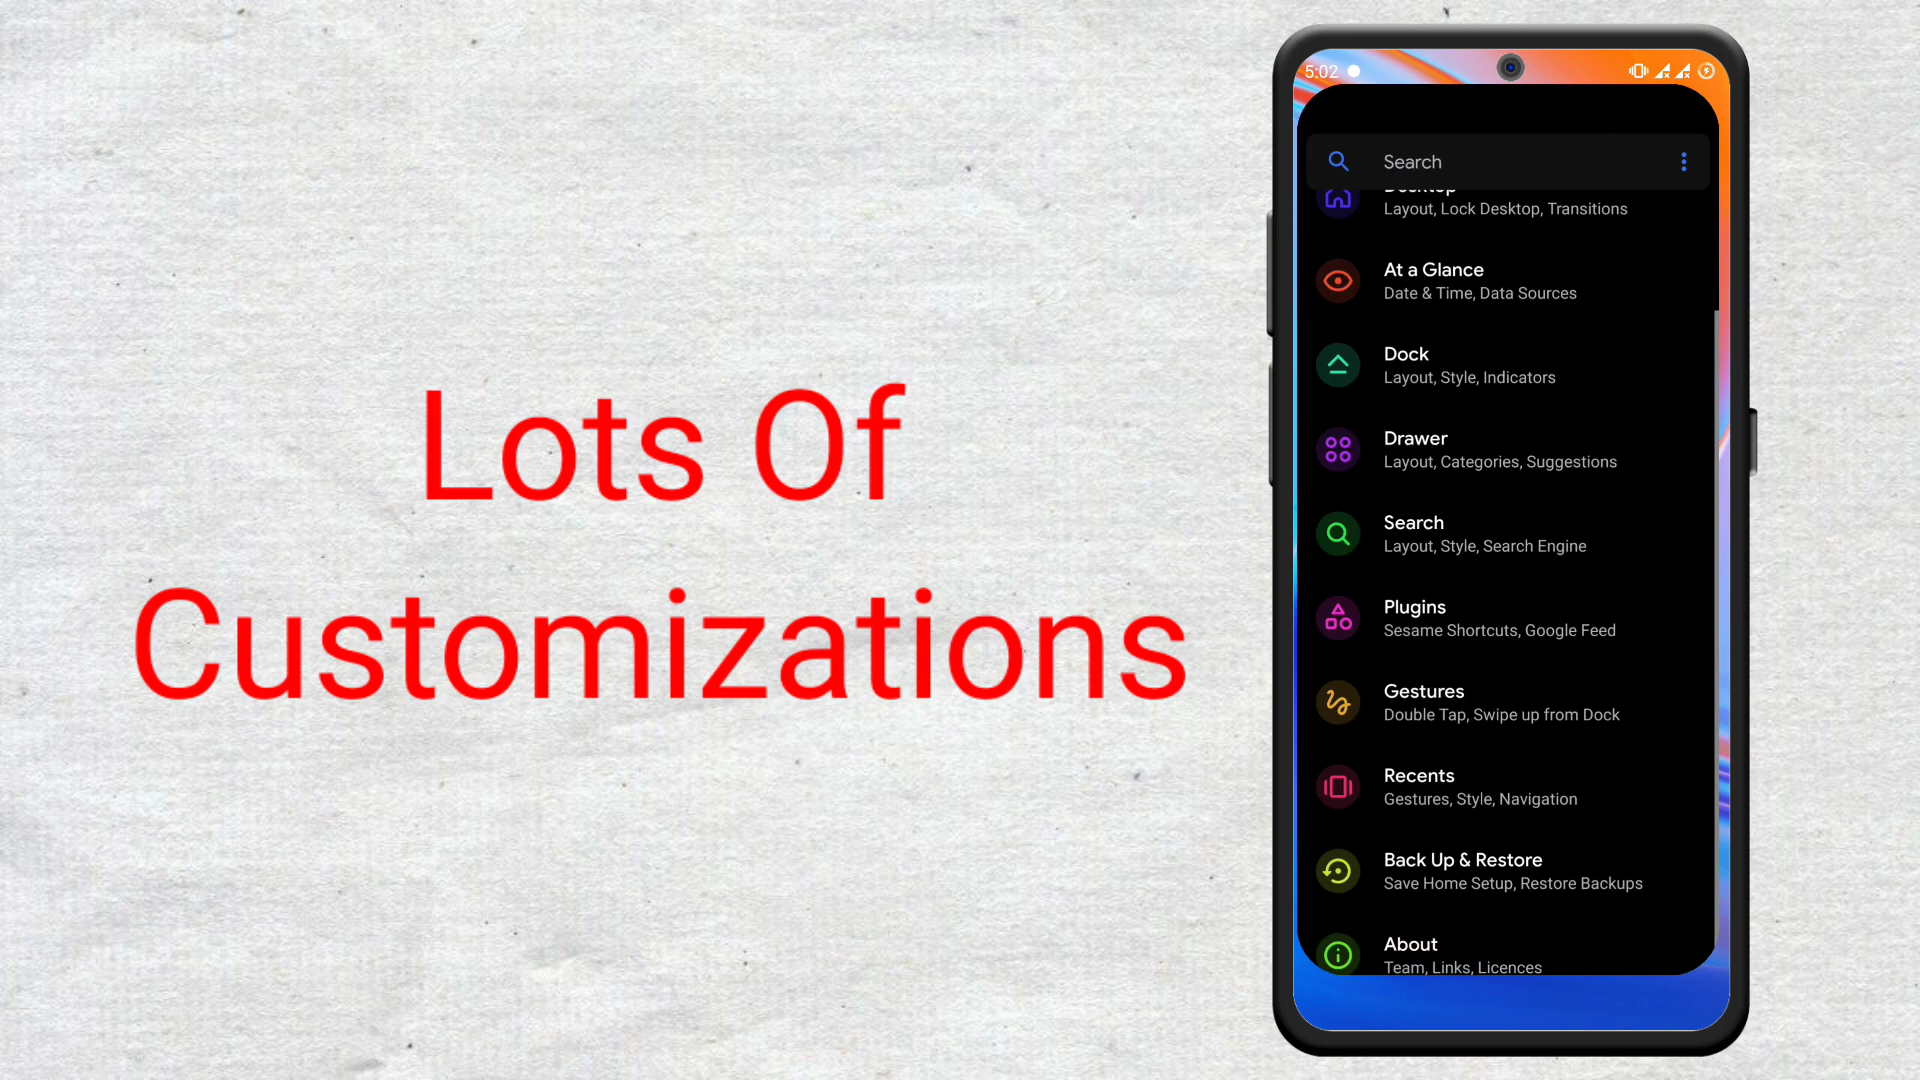 Lots Of
Customizations
5:02
Search
Desktop
Layout, Lock Desktop, Transitions
At a Glance
Date & Time, Data Sources
Dock
Layout, Style, Indicators
Drawer
Layout, Categories, Suggestions
Search
Layout, Style, Search Engine
Plugins
Sesame Shortcuts, Google Feed
Gestures
Double Tap, Swipe up from Dock
Recents
Gestures, Style, Navigation
Back Up & Restore
Save Home Setup, Restore Backups
About
Team, Links, Licences